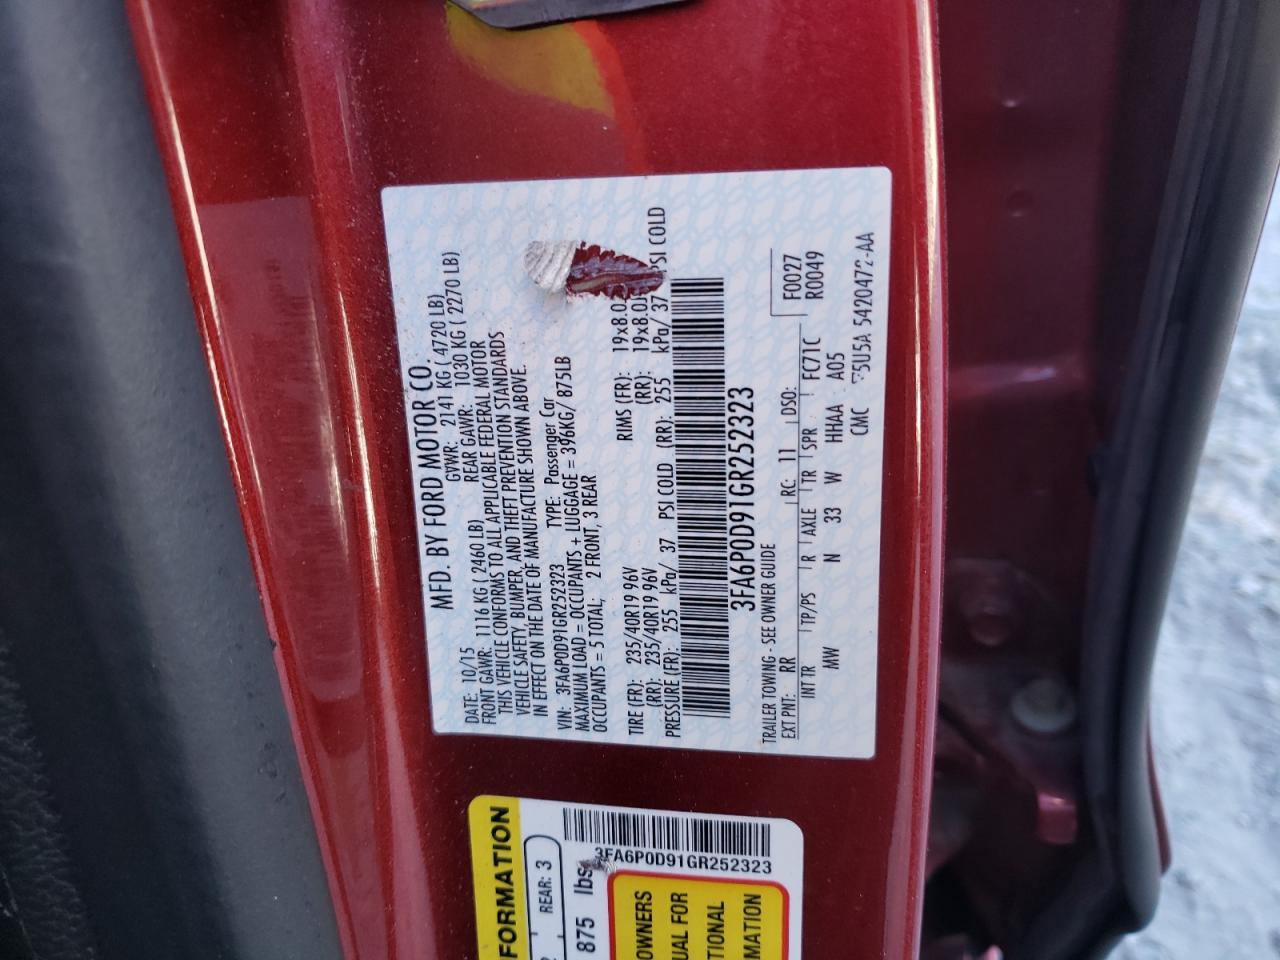 MFD. BY FORD MOTOR CO.
DATE: 10/15 GVWR: 2141 KG ( 4720 LB)
FRONT GAWR: 1116 KG ( 2460 LB) REAR GAWR: 1030 KG ( 2270 LB)
THIS VEHICLE CONFORMS TO ALL APPLICABLE FEDERAL MOTOR
VEHICLE SAFETY, BUMPER, AND THEFT PREVENTION STANDARDS
IN EFFECT ON THE DATE OF MANUFACTURE SHOWN ABOVE.
VIN: 3FA6P0D91GR252323 TYPE: Passenger Car
MAXIMUM LOAD = OCCUPANTS + LUGGAGE = 396KG/ 875LB
OCCUPANTS = 5 TOTAL; 2 FRONT, 3 REAR
TIRE (FR): 235/40R19 96V RIMS (FR): 19x8.0J
(RR): 235/40R19 96V (RR): 19x8.0J
PRESSURE (FR): 255 kPa/ 37 PSI COLD (RR): 255 kPa/ 37 PSI COLD
3FA6P0D91GR252323
TRAILER TOWING - SEE OWNER GUIDE
EXT PNT: RR RC: 11 DSO: F0027
INT TR TP/PS R AXLE TR SPR FC71C R0049
MW N 33 W HHAA A05
CMC 5U5A 5420472-AA
FORMATION
REAR: 3
875 lbs
3FA6P0D91GR252323
OWNERS
UAL FOR
TIONAL
MATION